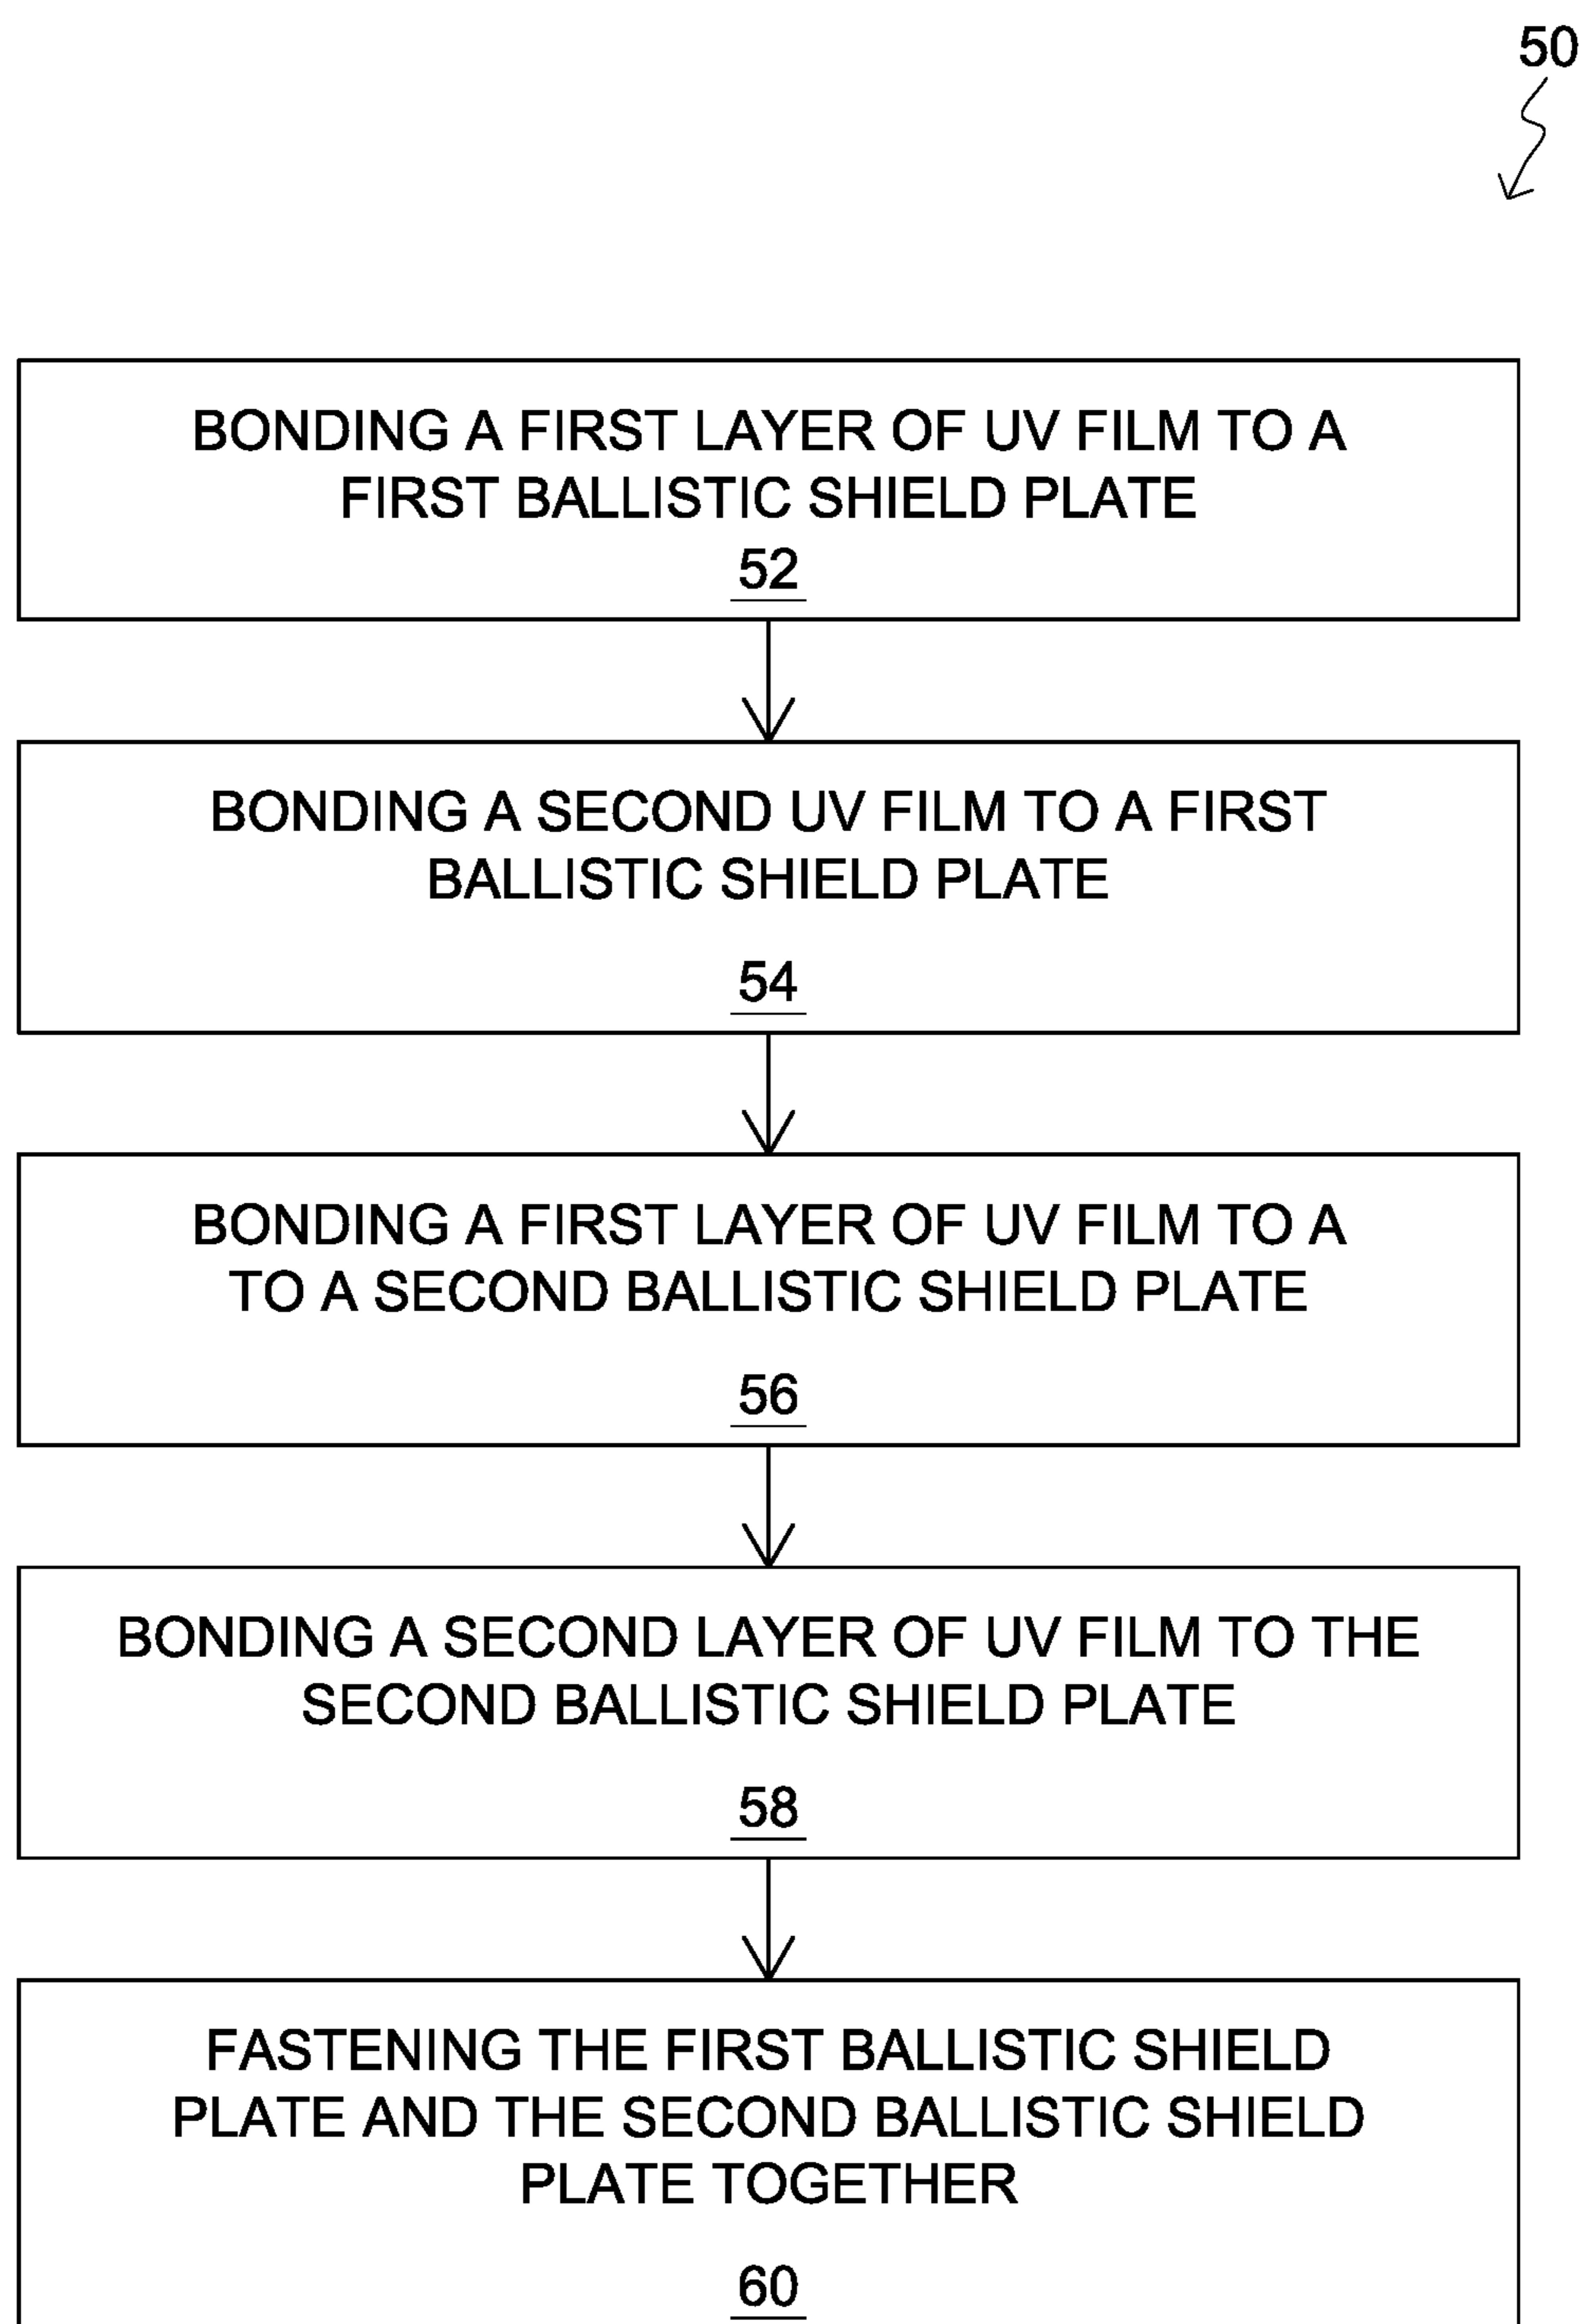 50
BONDING A FIRST LAYER OF UV FILM TO A
FIRST BALLISTIC SHIELD PLATE
52
BONDING A SECOND UV FILM TO A FIRST
BALLISTIC SHIELD PLATE
54
BONDING A FIRST LAYER OF UV FILM TO A
TO A SECOND BALLISTIC SHIELD PLATE
56
BONDING A SECOND LAYER OF UV FILM TO THE
SECOND BALLISTIC SHIELD PLATE
58
FASTENING THE FIRST BALLISTIC SHIELD
PLATE AND THE SECOND BALLISTIC SHIELD
PLATE TOGETHER
60